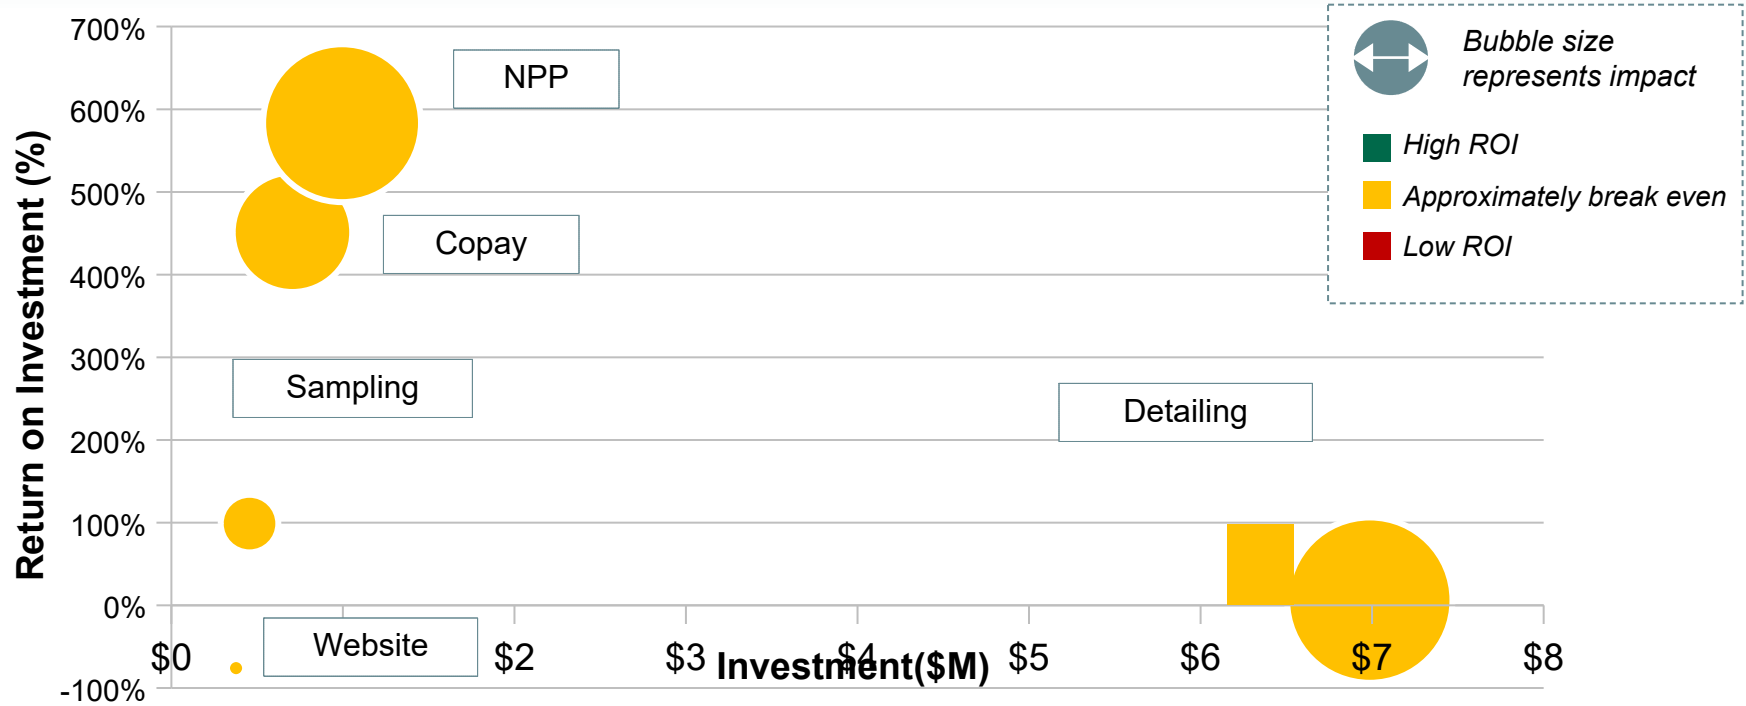 700%
600%
500%
400%
300%
200%
100%
0%
-100%
Return on Investment (%)
NPP
Copay
Sampling
Detailing
Website
$0
$2
$3
$4
$5
$6
$7
$8
Investment($M)
Bubble size
represents impact
High ROI
Approximately break even
Low ROI